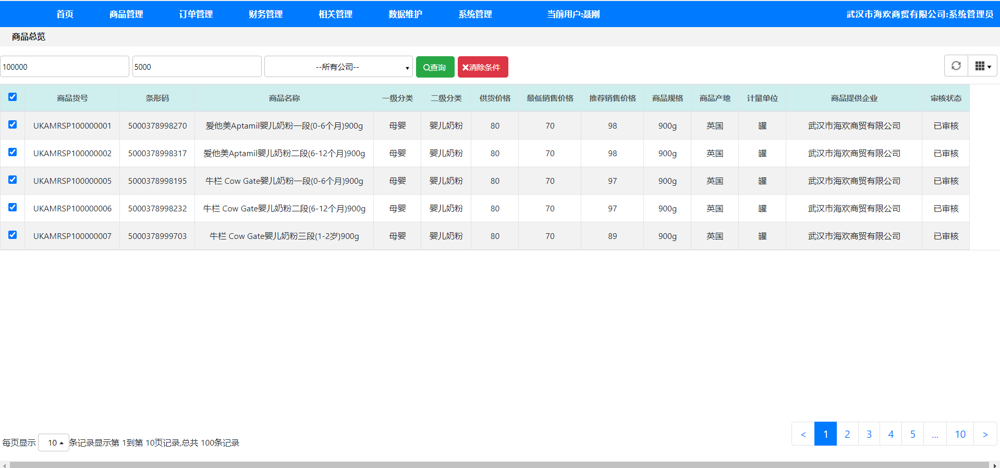 首页 商品管理 订单管理 财务管理 相关管理 数据维护 系统管理 当前用户:聂刚 武汉市海欢商贸有限公司:系统管理员
商品总览
100000 5000 --所有公司-- 查询 清除条件
商品货号 条形码 商品名称 一级分类 二级分类 供货价格 最低销售价格 推荐销售价格 商品规格 商品产地 计量单位 商品提供企业 审核状态
UKAMRSP100000001 5000378998270 爱他美Aptamil婴儿奶粉一段(0-6个月)900g 母婴 婴儿奶粉 80 70 98 900g 英国 罐 武汉市海欢商贸有限公司 已审核
UKAMRSP100000002 5000378998317 爱他美Aptamil婴儿奶粉二段(6-12个月)900g 母婴 婴儿奶粉 80 70 98 900g 英国 罐 武汉市海欢商贸有限公司 已审核
UKAMRSP100000005 5000378998195 牛栏 Cow Gate婴儿奶粉一段(0-6个月)900g 母婴 婴儿奶粉 80 70 97 900g 英国 罐 武汉市海欢商贸有限公司 已审核
UKAMRSP100000006 5000378998232 牛栏 Cow Gate婴儿奶粉二段(6-12个月)900g 母婴 婴儿奶粉 80 70 97 900g 英国 罐 武汉市海欢商贸有限公司 已审核
UKAMRSP100000007 5000378999703 牛栏 Cow Gate婴儿奶粉三段(1-2岁)900g 母婴 婴儿奶粉 80 70 89 900g 英国 罐 武汉市海欢商贸有限公司 已审核
每页显示 10 条记录显示第 1到第 10页记录,总共 100条记录
< 1 2 3 4 5 ... 10 >